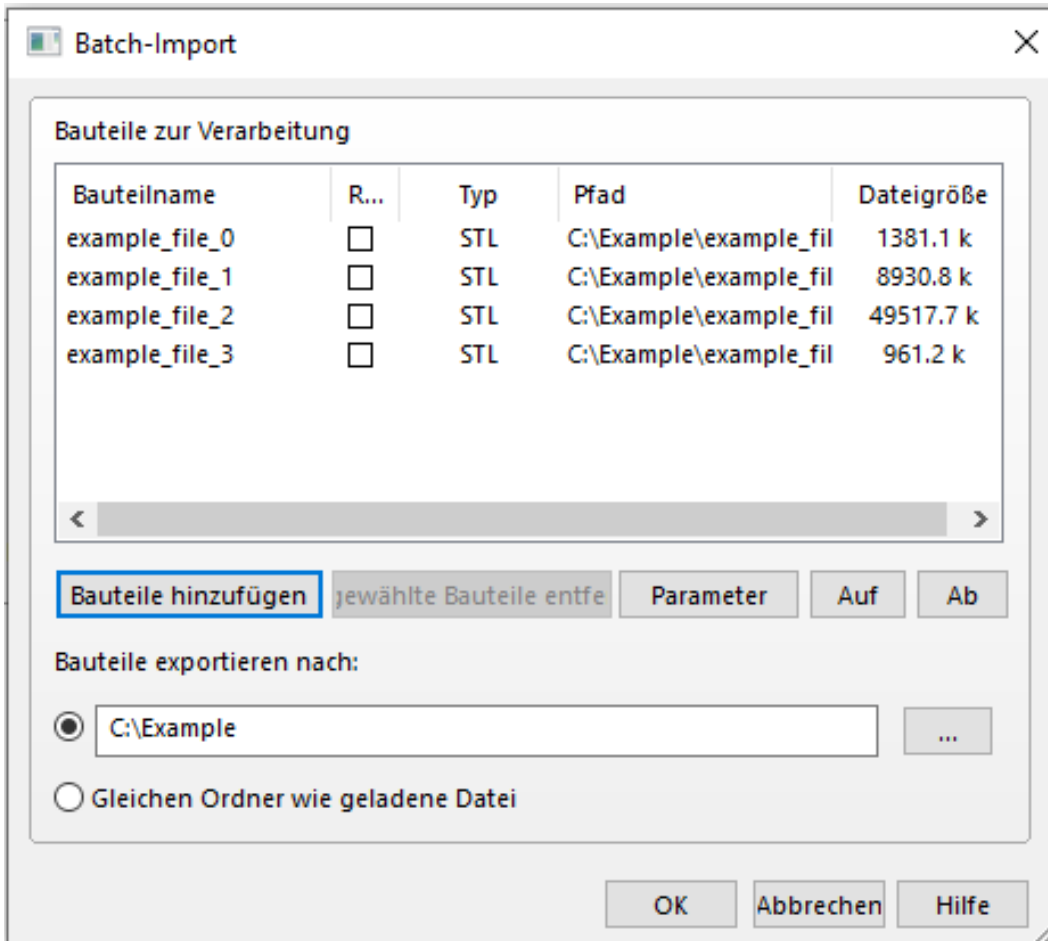 Batch-Import
Bauteile zur Verarbeitung
Bauteilname R... Typ Pfad Dateigröße
example_file_0 STL C:\Example\example_fil 1381.1 k
example_file_1 STL C:\Example\example_fil 8930.8 k
example_file_2 STL C:\Example\example_fil 49517.7 k
example_file_3 STL C:\Example\example_fil 961.2 k
Bauteile hinzufügen gewählte Bauteile entfe Parameter Auf Ab
Bauteile exportieren nach:
C:\Example ...
Gleichen Ordner wie geladene Datei
OK Abbrechen Hilfe